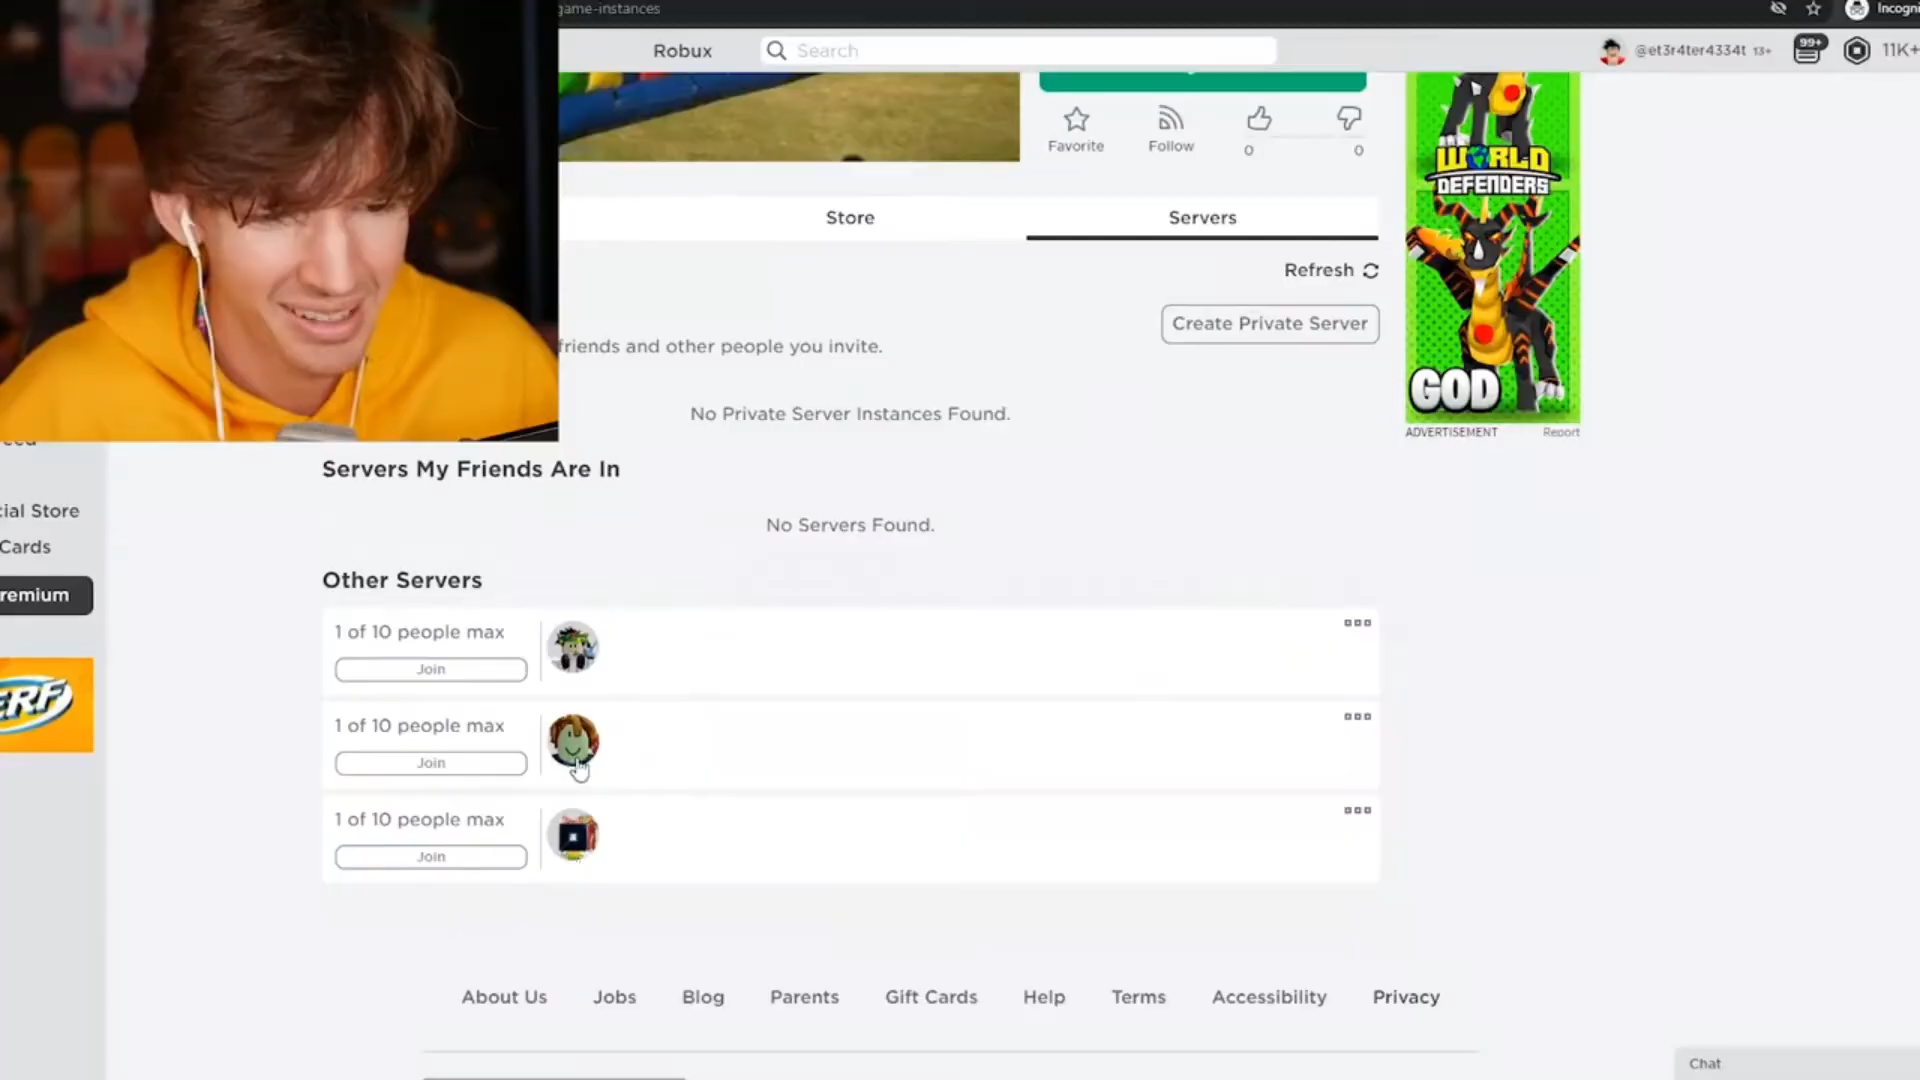 game-instances
Incogni
Robux
Search
@et3r4ter4334t 13+
99+
11K+
Favorite
Follow
0
0
WORLD
DEFENDERS
GOD
ADVERTISEMENT
Report
Store
Servers
Refresh
Create Private Server
friends and other people you invite.
No Private Server Instances Found.
Servers My Friends Are In
No Servers Found.
cial Store
Cards
remium
ERF
Other Servers
1 of 10 people max
Join
1 of 10 people max
Join
1 of 10 people max
Join
About Us
Jobs
Blog
Parents
Gift Cards
Help
Terms
Accessibility
Privacy
Chat